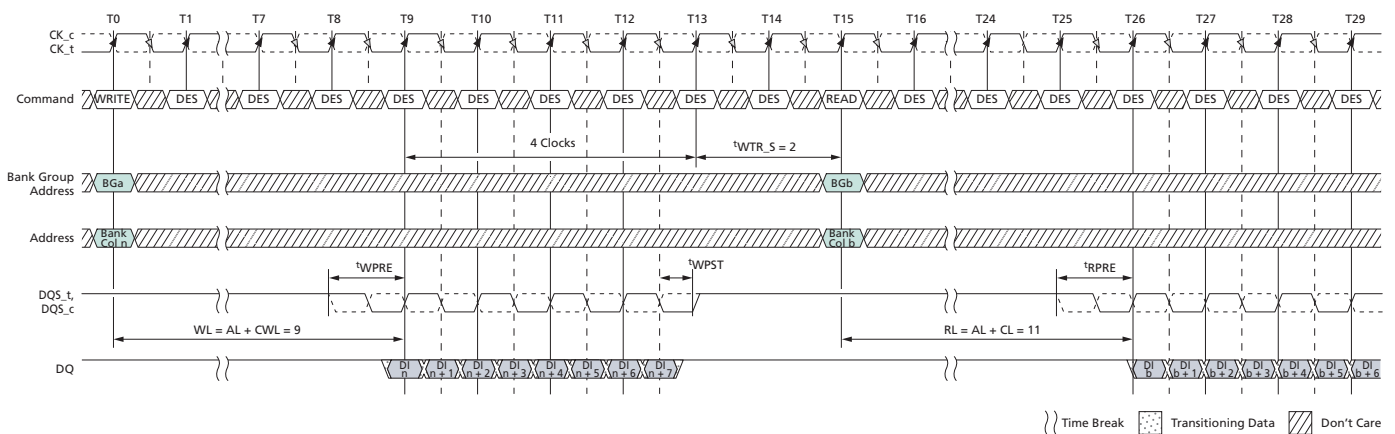 T0 T1 T7 T8 T9 T10 T11 T12 T13 T14 T15 T16 T24 T25 T26 T27 T28 T29
CK_c
CK_t
Command WRITE DES DES DES DES DES DES DES DES DES READ DES DES DES DES DES DES DES
4 Clocks tWTR_S = 2
Bank Group
Address BGa BGb
Address Bank
Col n Bank
Col b
tWPRE tWPST tRPRE
DQS_t,
DQS_c
WL = AL + CWL = 9 RL = AL + CL = 11
DQ DI
n DI
n + 1 DI
n + 2 DI
n + 3 DI
n + 4 DI
n + 5 DI
n + 6 DI
n + 7 DI
b DI
b + 1 DI
b + 2 DI
b + 3 DI
b + 4 DI
b + 5 DI
b + 6
Time Break Transitioning Data Don't Care